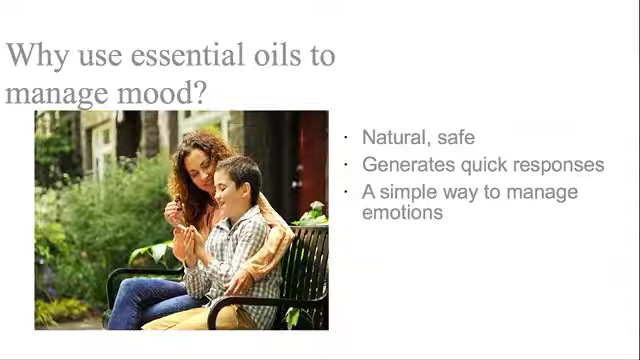 Why use essential oils to
manage mood?
· Natural, safe
· Generates quick responses
· A simple way to manage
emotions